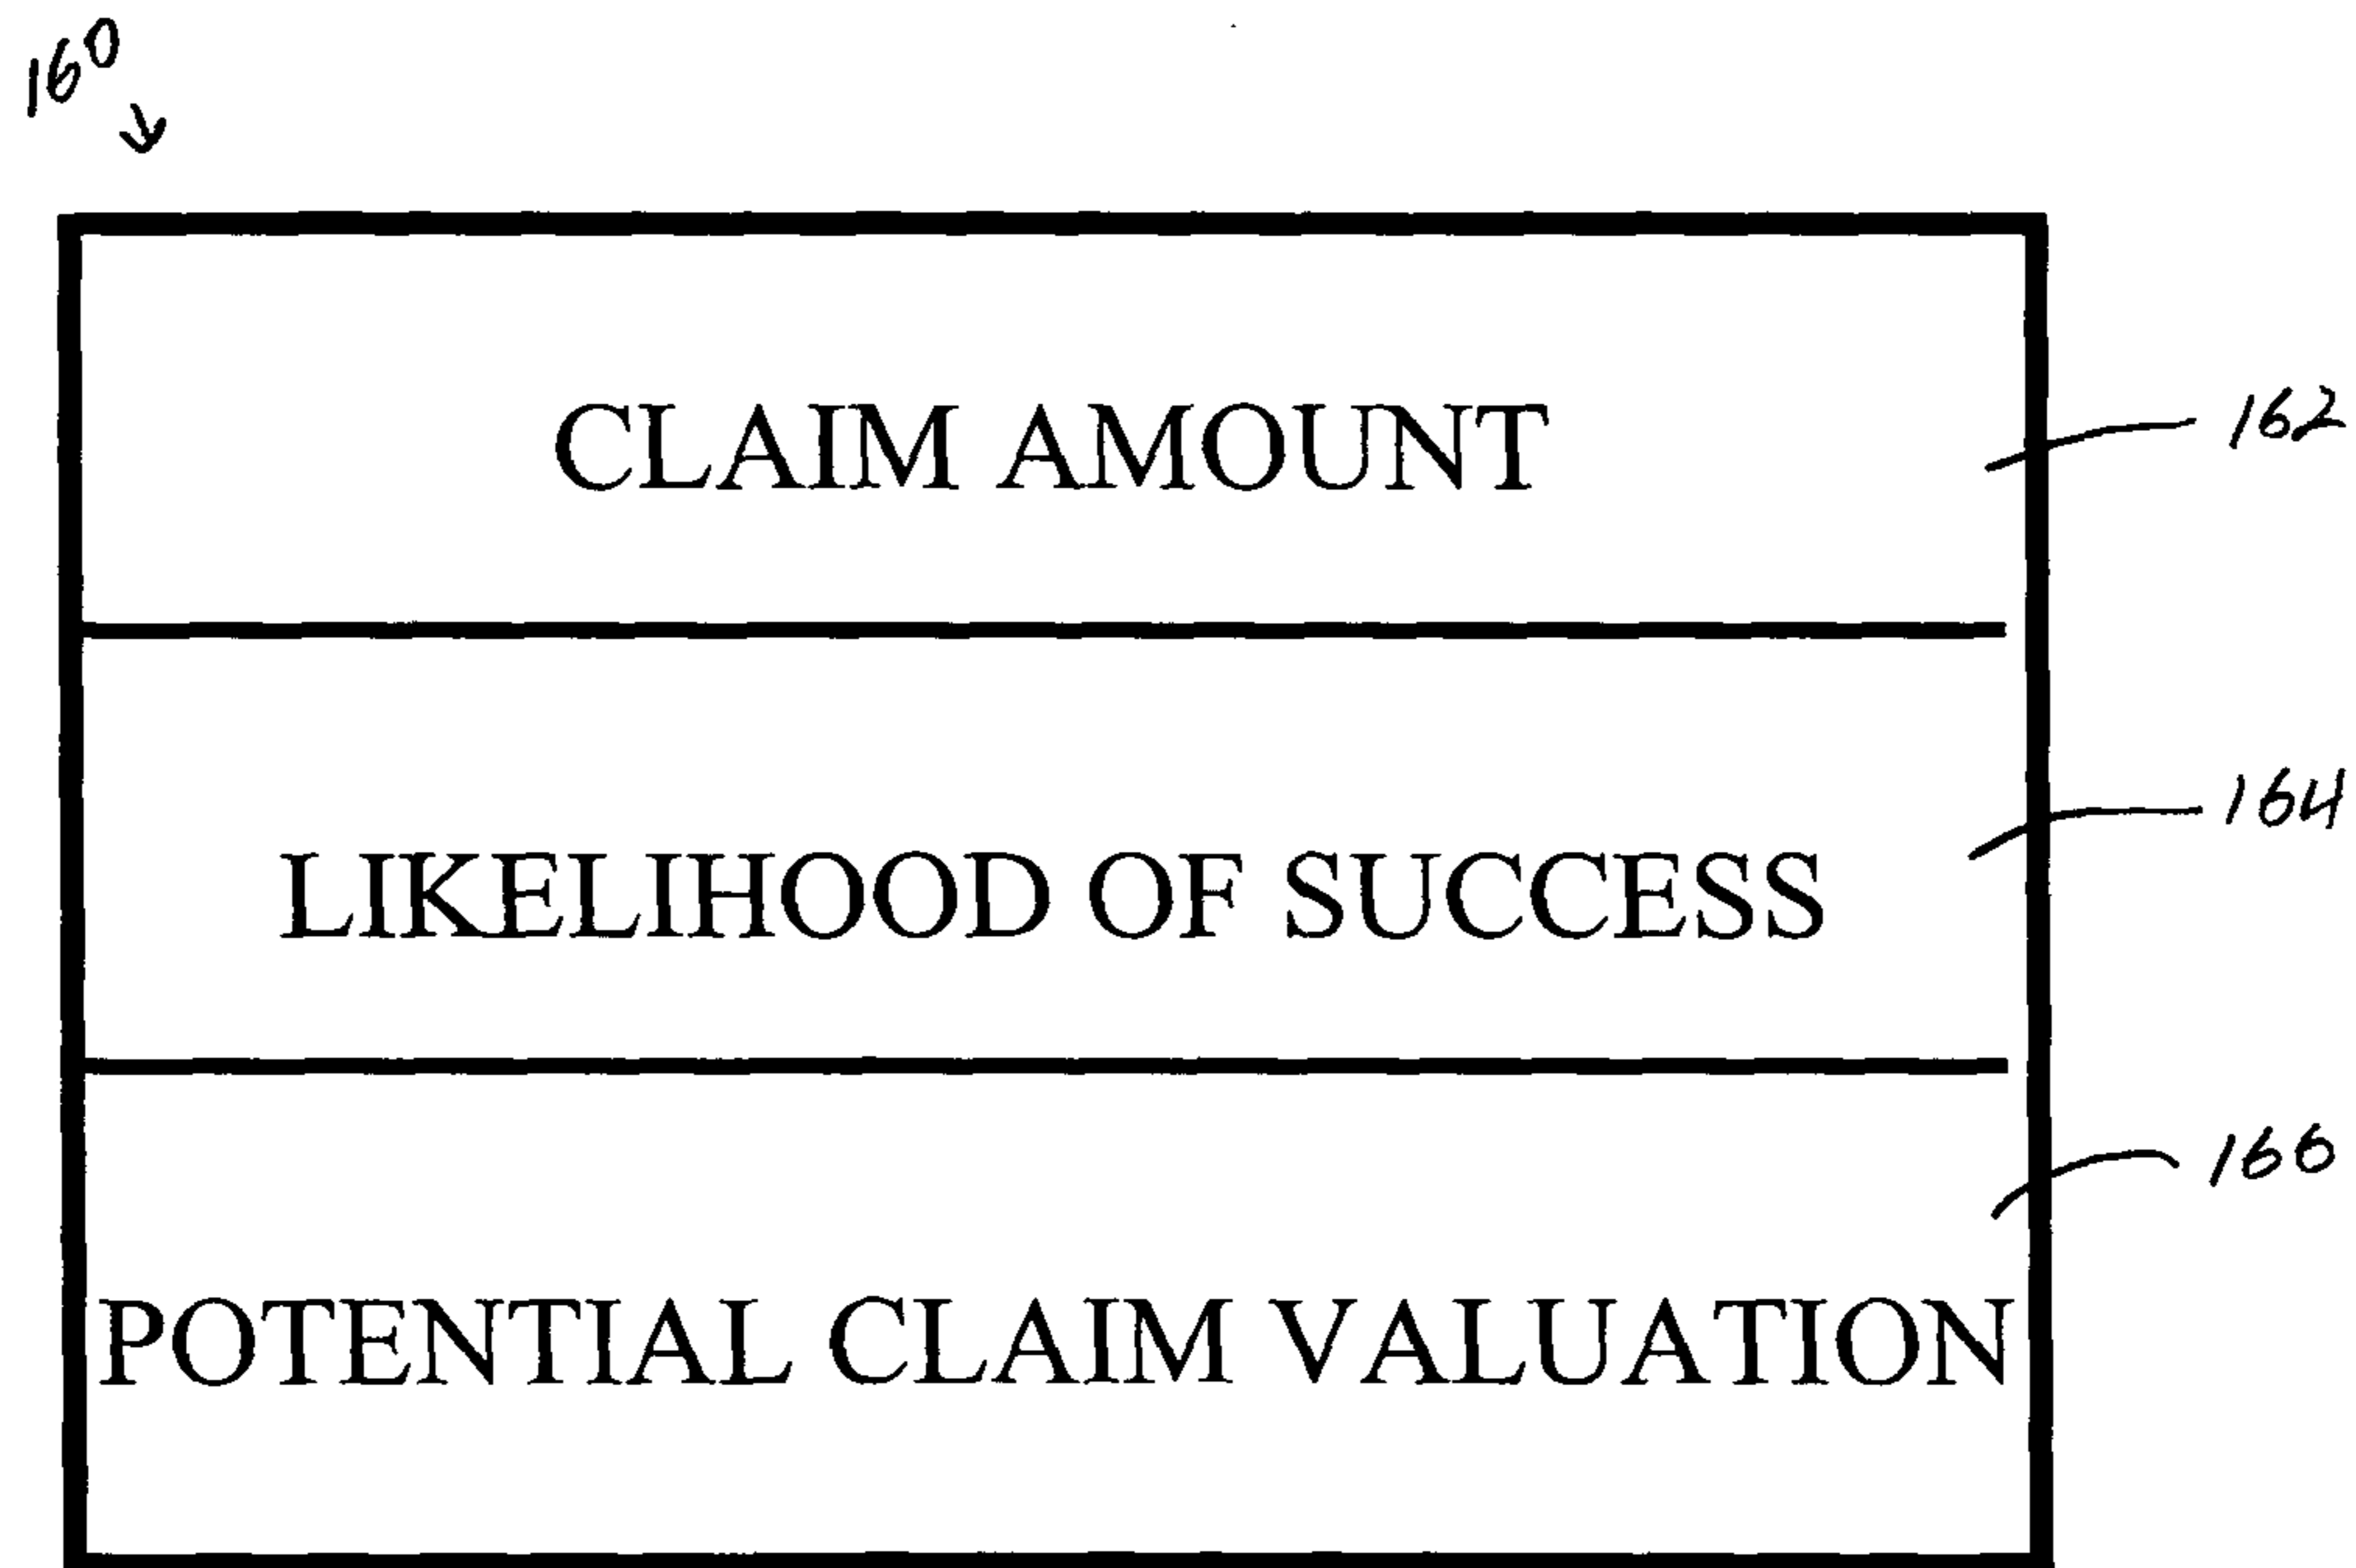 160
CLAIM AMOUNT
162
LIKELIHOOD OF SUCCESS
164
POTENTIAL CLAIM VALUATION
166